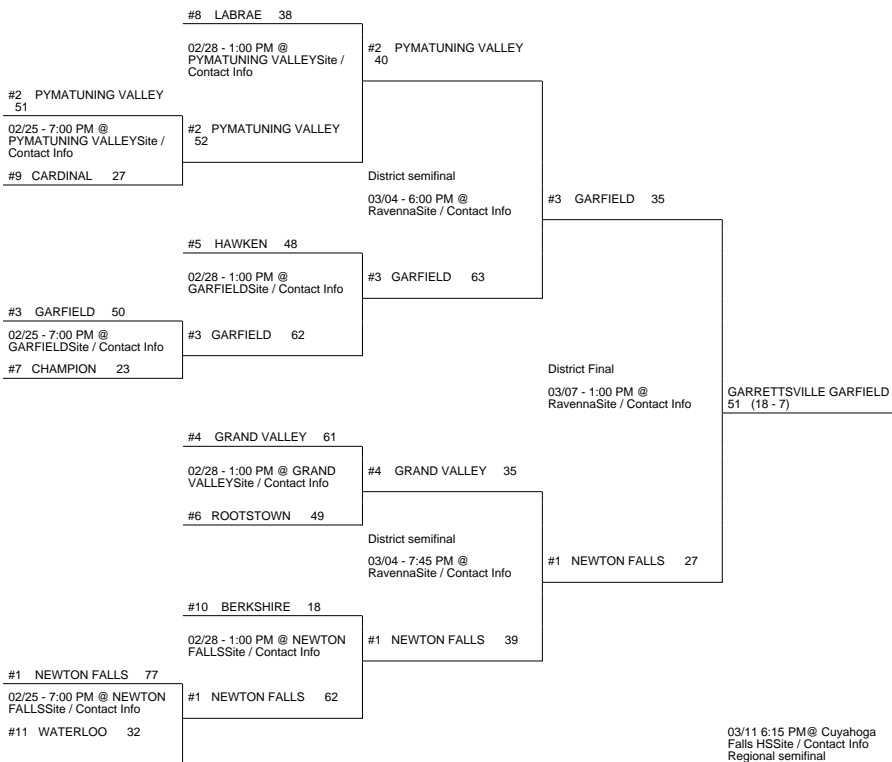 #8 LABRAE 38
02/28 - 1:00 PM @
PYMATUNING VALLEYSite /
Contact Info
#2 PYMATUNING VALLEY
40
#2 PYMATUNING VALLEY
51
02/25 - 7:00 PM @
PYMATUNING VALLEYSite /
Contact Info
#2 PYMATUNING VALLEY
52
#9 CARDINAL 27
District semifinal
03/04 - 6:00 PM @
RavennaSite / Contact Info
#3 GARFIELD 35
#5 HAWKEN 48
02/28 - 1:00 PM @
GARFIELDSite / Contact Info
#3 GARFIELD 63
#3 GARFIELD 50
02/25 - 7:00 PM @
GARFIELDSite / Contact Info
#3 GARFIELD 62
#7 CHAMPION 23
District Final
03/07 - 1:00 PM @
RavennaSite / Contact Info
GARRETTSVILLE GARFIELD
51 (18 - 7)
#4 GRAND VALLEY 61
02/28 - 1:00 PM @ GRAND
VALLEYSite / Contact Info
#4 GRAND VALLEY 35
#6 ROOTSTOWN 49
District semifinal
03/04 - 7:45 PM @
RavennaSite / Contact Info
#1 NEWTON FALLS 27
#10 BERKSHIRE 18
02/28 - 1:00 PM @ NEWTON
FALLSSite / Contact Info
#1 NEWTON FALLS 39
#1 NEWTON FALLS 77
02/25 - 7:00 PM @ NEWTON
FALLSSite / Contact Info
#1 NEWTON FALLS 62
#11 WATERLOO 32
03/11 6:15 PM@ Cuyahoga
Falls HSSite / Contact Info
Regional semifinal